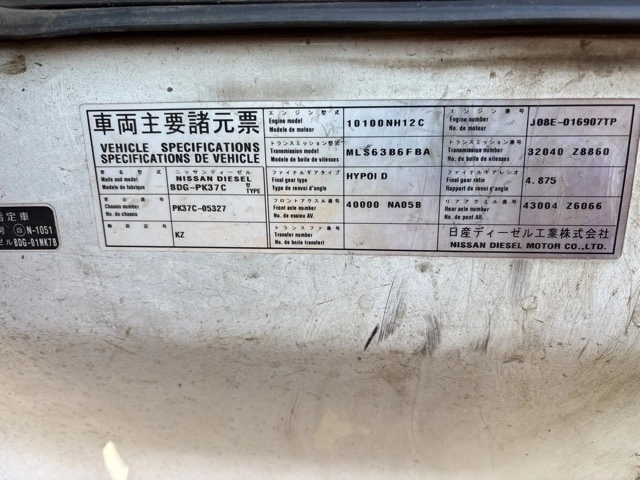 車両主要諸元票
VEHICLE SPECIFICATIONS
SPECIFICATIONS DE VEHICLE
車名型式 ニッサンディーゼル
Made and model NISSAN DIESEL
Modele de fabrique BDG-PK37C 型 TYPE
車台番号
Chassis number PK37C-05327
No. de chassis
KZ
エンジン型式
Engine model 10100NH12C
Modele de moteur
トランスミッション型式
Transmission model MLS63B6FBA
Modele de boite de vitesses
ファイナルギアタイプ
Final gear type HYPOID
Type de renvoi d'angle
フロントアクスル番号
Front axle number 40000 NA05B
No. de essine AV.
トランスファ番号
Transfer number
No. de boite transfert
エンジン番号
Engine number J08E-016907TP
No. de moteur
トランスミッション番号
Transmission number 32040 Z8860
No. de boite de vitesses
ファイナルギアレシオ
Final gear ratio 4.875
Rapport de renvoi d'angle
リアアクスル番号
Rear axle number 43004 Z6066
No. de pont AR.
日産ディーゼル工業株式会社
NISSAN DIESEL MOTOR CO.,LTD.
指定車
号 N-1051
ゼル BDG-01NK7B